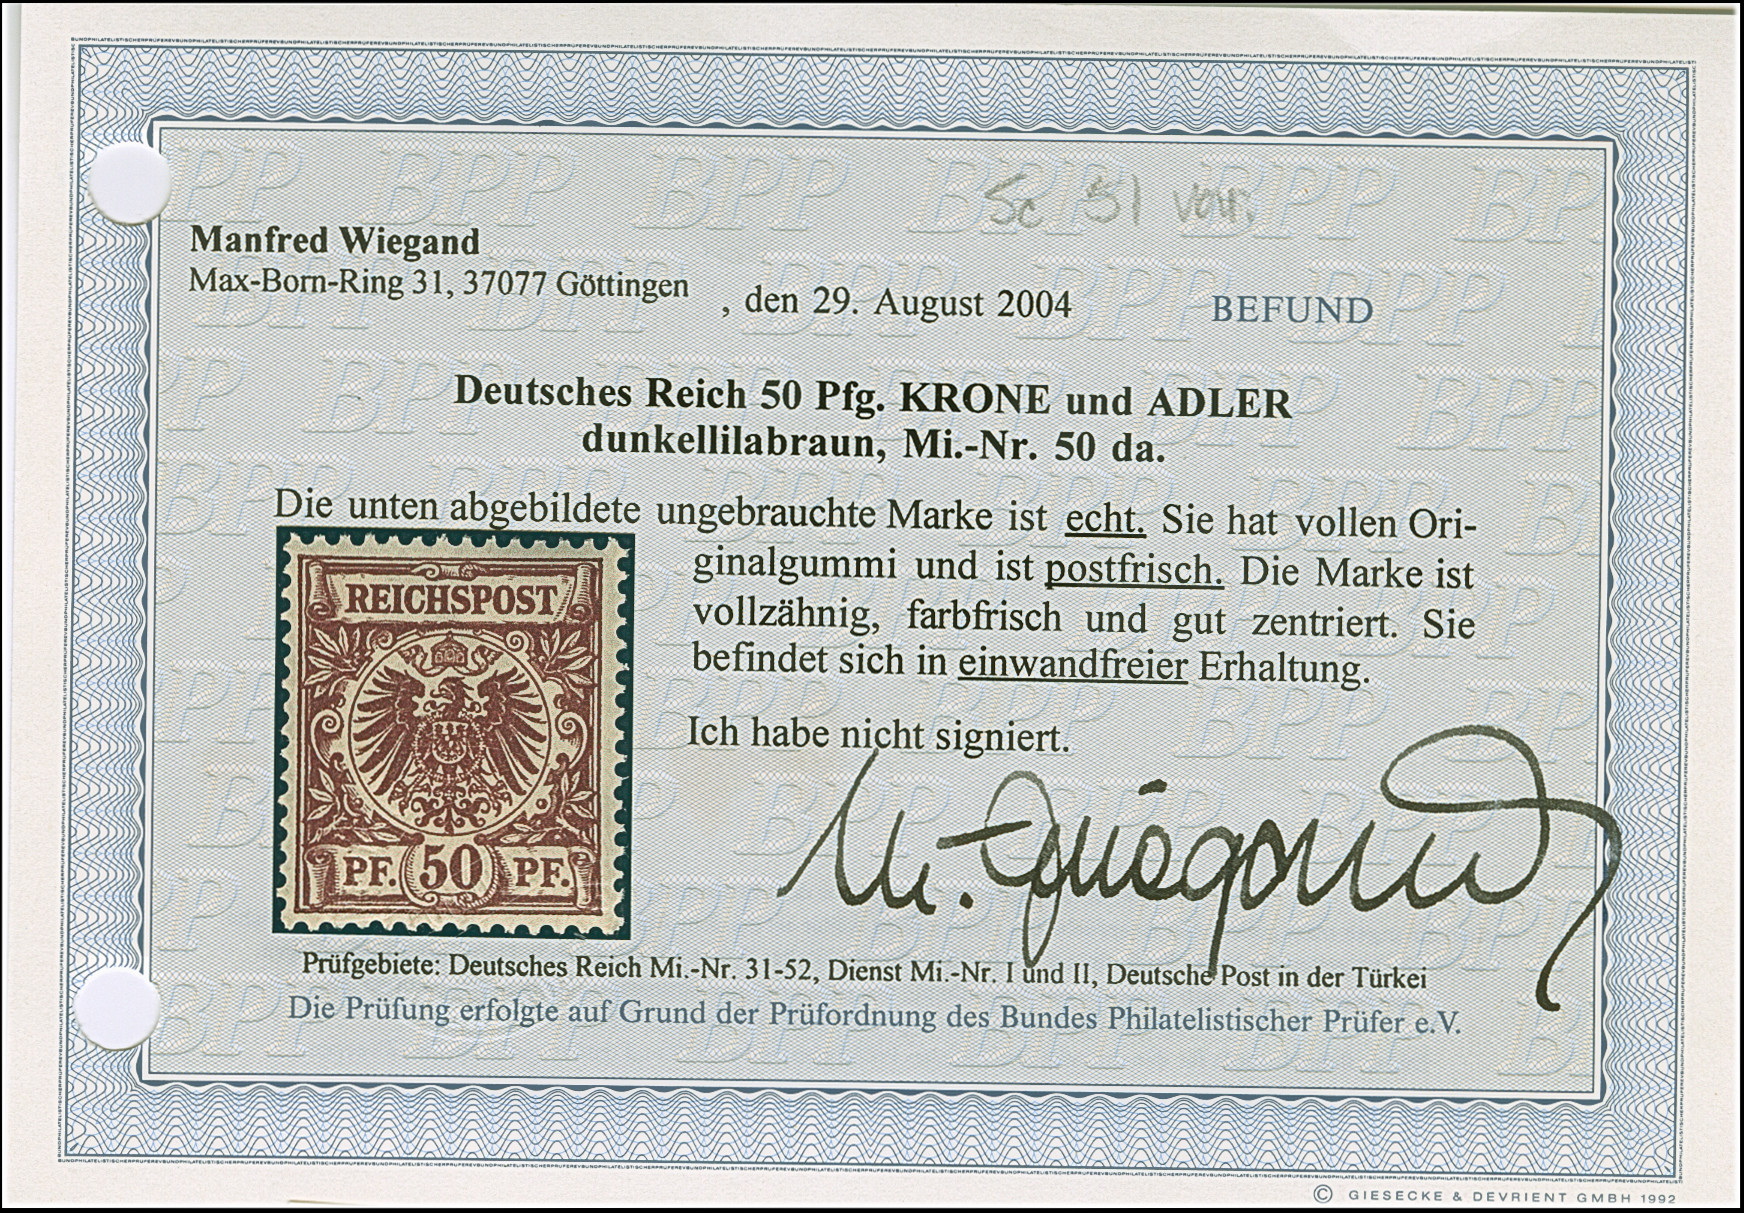 Sc 51 var.
Manfred Wiegand
Max-Born-Ring 31, 37077 Göttingen
, den 29. August 2004
BEFUND
Deutsches Reich 50 Pfg. KRONE und ADLER
dunkellilabraun, Mi.-Nr. 50 da.
Die unten abgebildete ungebrauchte Marke ist echt. Sie hat vollen Ori-
ginalgummi und ist postfrisch. Die Marke ist
vollzähnig, farbfrisch und gut zentriert. Sie
befindet sich in einwandfreier Erhaltung.
Ich habe nicht signiert.
REICHSPOST
PF. 50 PF.
M. Wiegand
Prüfgebiete: Deutsches Reich Mi.-Nr. 31-52, Dienst Mi.-Nr. I und II, Deutsche Post in der Türkei
Die Prüfung erfolgte auf Grund der Prüfordnung des Bundes Philatelistischer Prüfer e.V.
© GIESECKE & DEVRIENT GMBH 1992